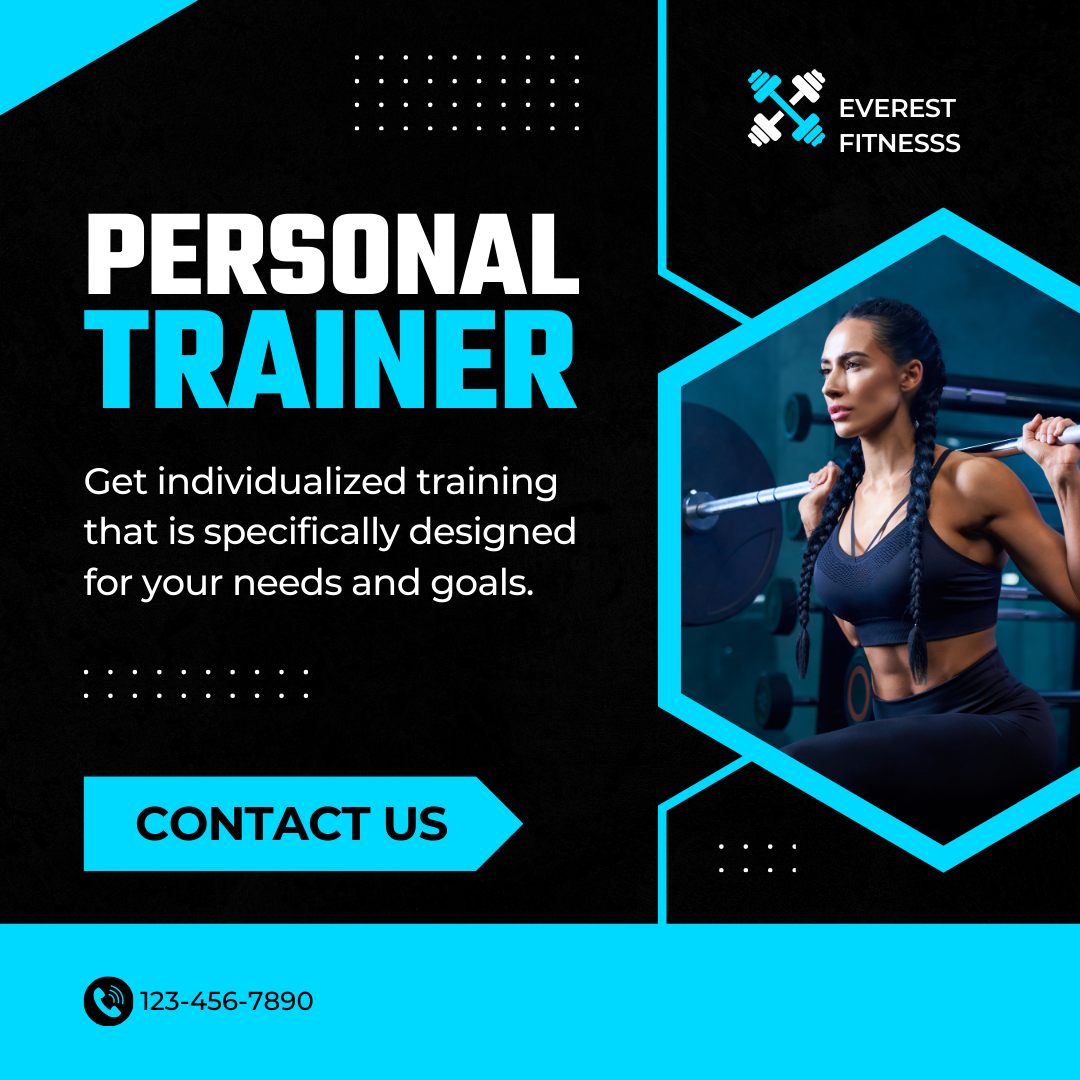 EVEREST
FITNESSS
PERSONAL
TRAINER
Get individualized training
that is specifically designed
for your needs and goals.
CONTACT US
123-456-7890